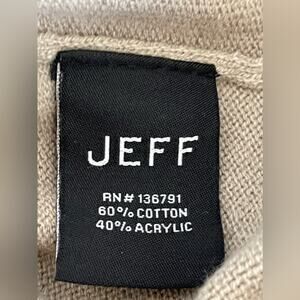 JEFF
RN# 136791
60% COTTON
40% ACRYLIC